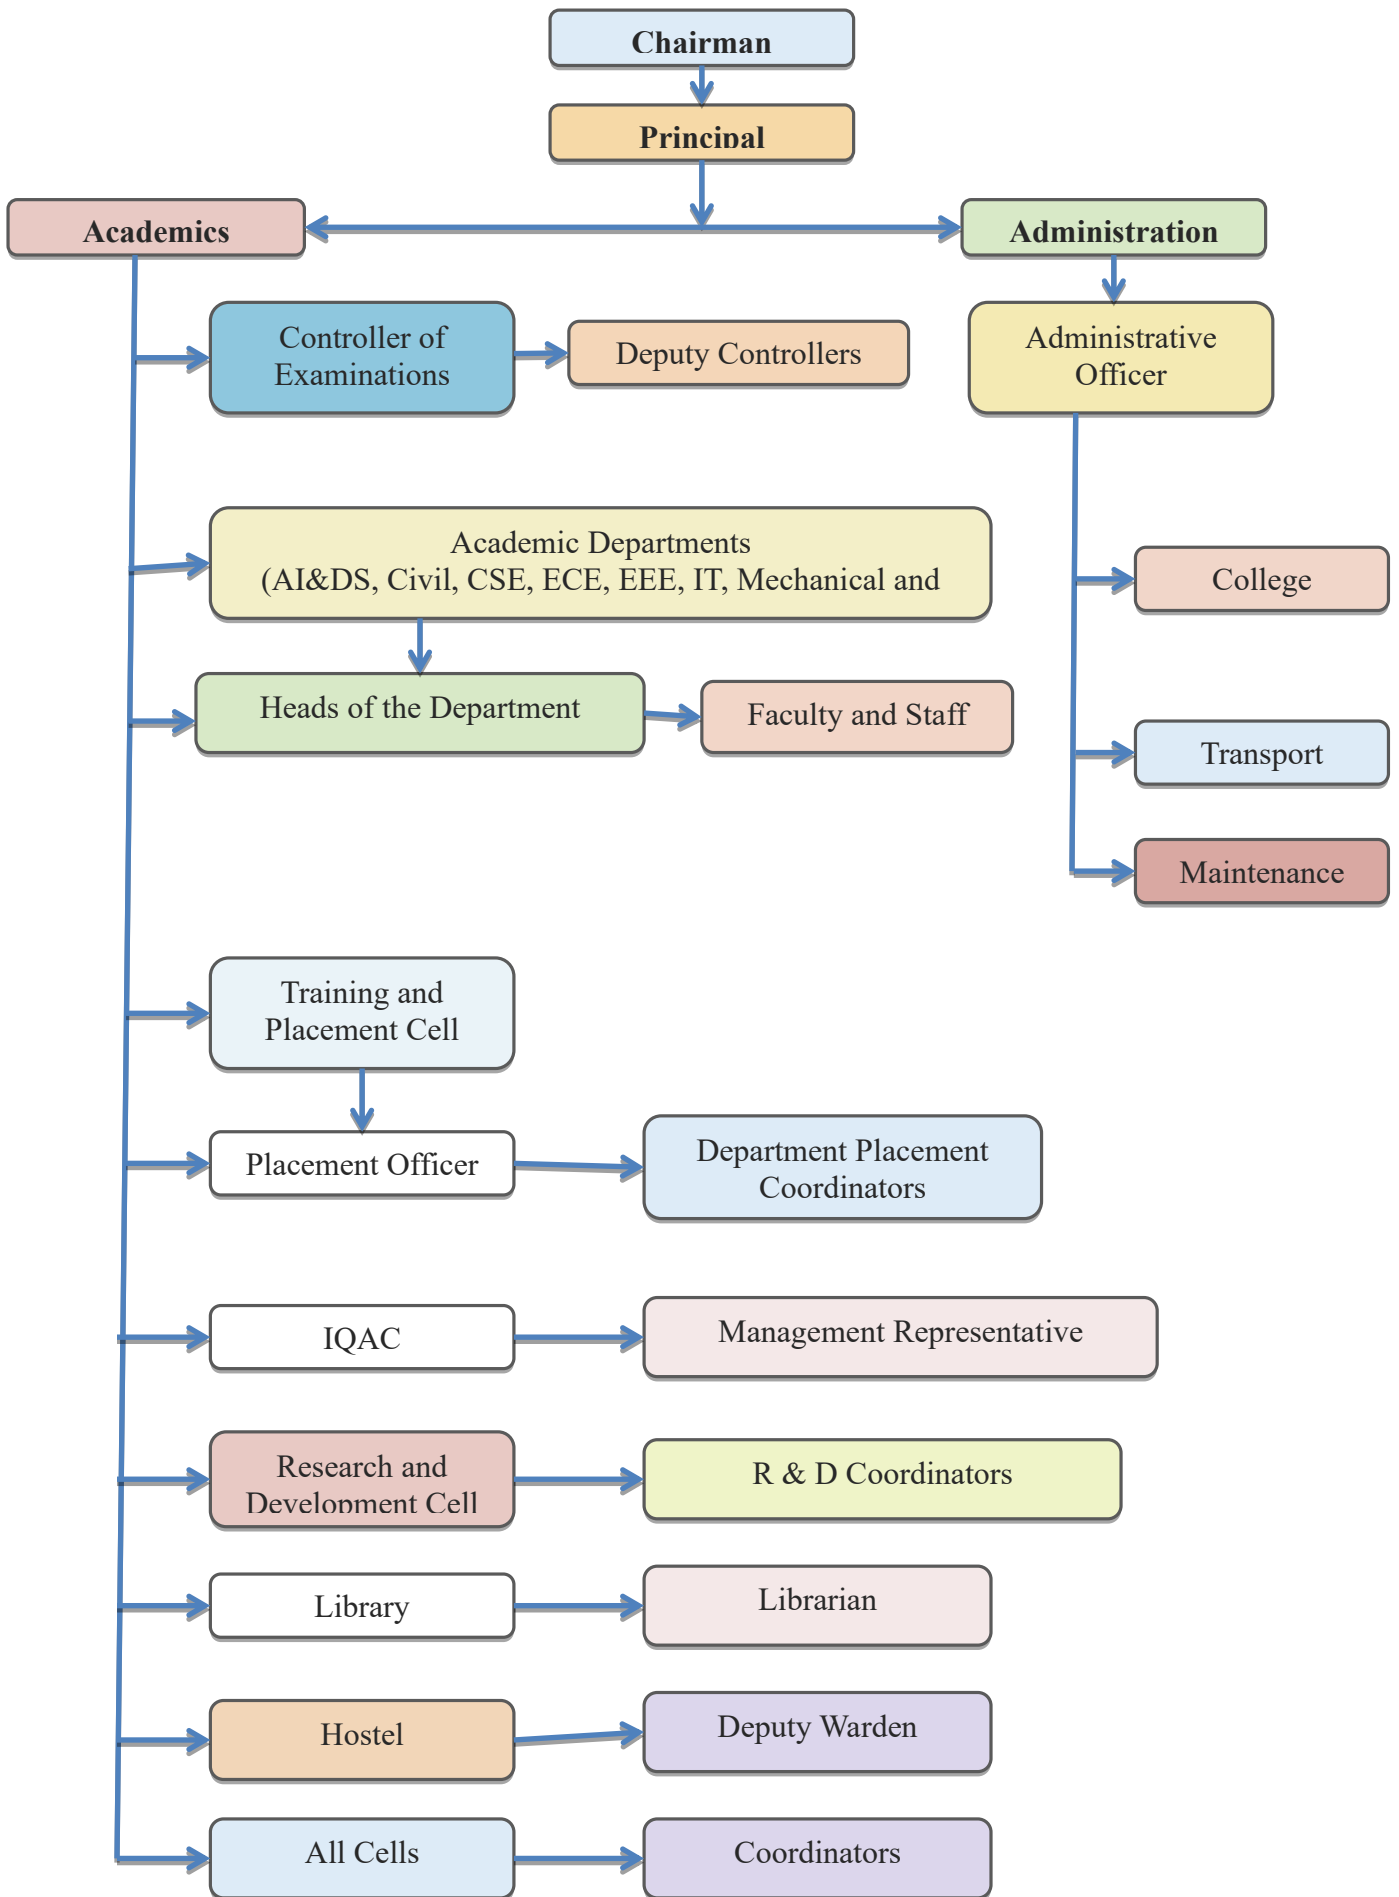 Chairman
Principal
Academics
Administration
Controller of
Examinations
Deputy Controllers
Administrative
Officer
Academic Departments
(AI&DS, Civil, CSE, ECE, EEE, IT, Mechanical and
College
Heads of the Department
Faculty and Staff
Transport
Maintenance
Training and
Placement Cell
Placement Officer
Department Placement
Coordinators
IQAC
Management Representative
Research and
Development Cell
R & D Coordinators
Library
Librarian
Hostel
Deputy Warden
All Cells
Coordinators